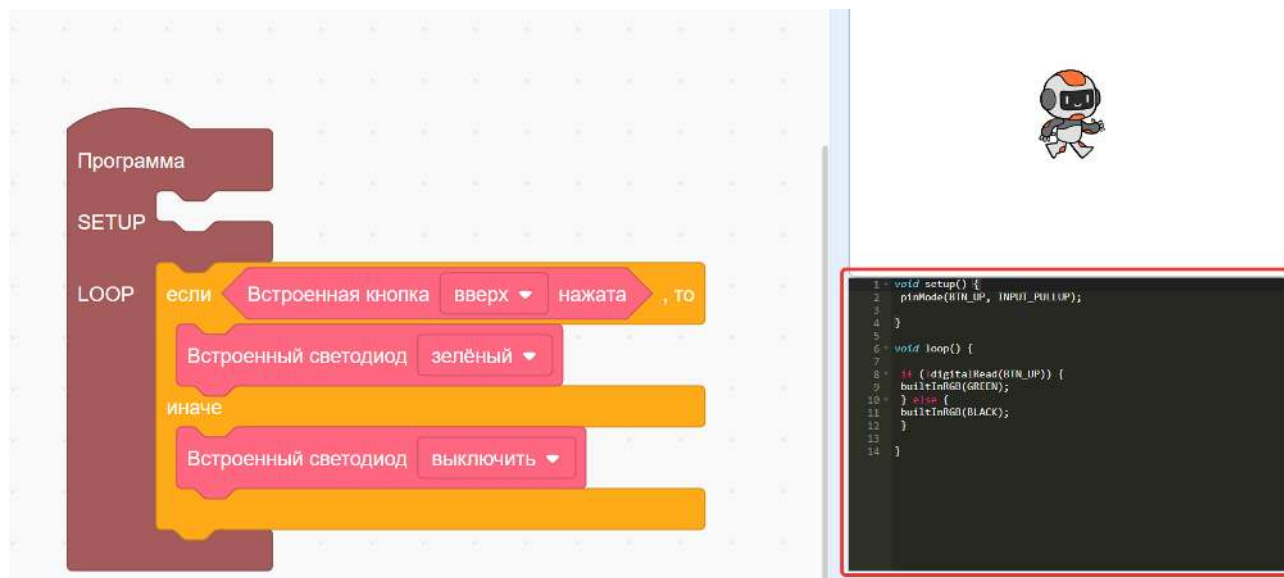 Программа
SETUP
LOOP
если Встроенная кнопка вверх нажата , то
Встроенный светодиод зелёный
иначе
Встроенный светодиод выключить
1 void setup() {
2 pinMode(BTN_UP, INPUT_PULLUP);
3
4 }
5
6 void loop() {
7
8 if (!digitalRead(BTN_UP)) {
9 builtInRGB(GREEN);
10 } else {
11 builtInRGB(BLACK);
12 }
13
14 }